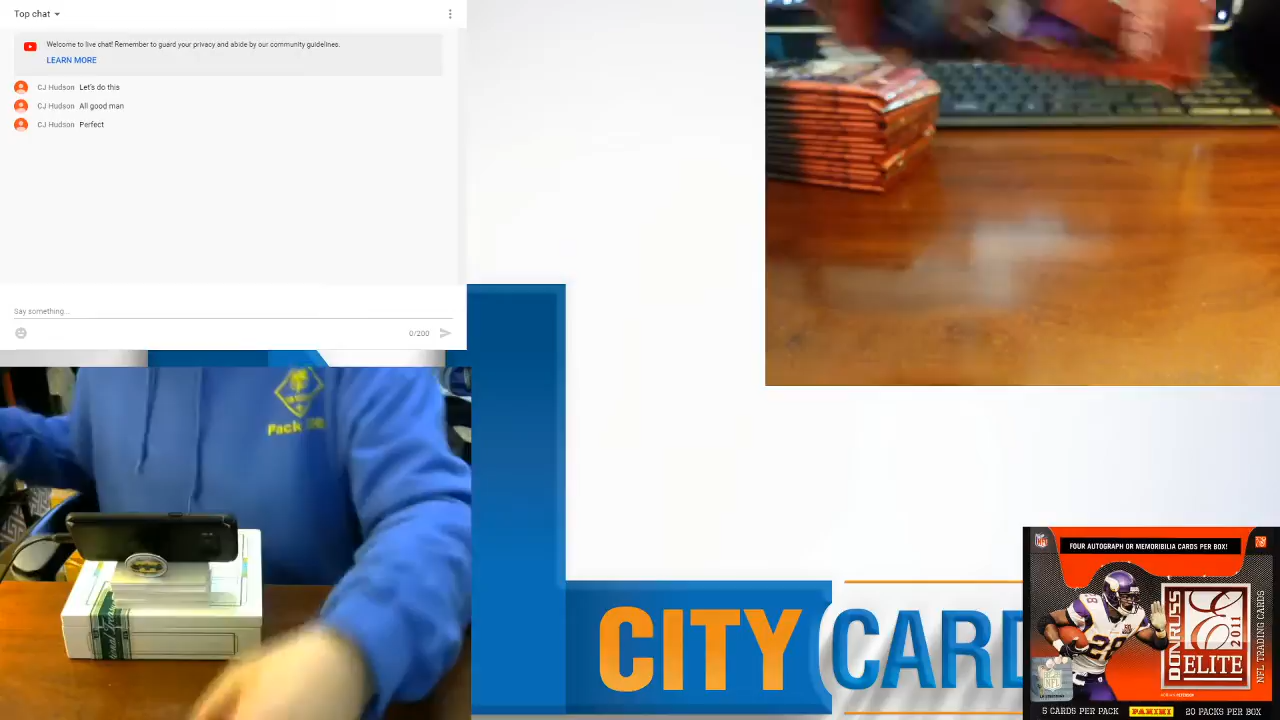 Top chat
Welcome to live chat! Remember to guard your privacy and abide by our community guidelines.
LEARN MORE
CJ Hudson Let's do this
CJ Hudson All good man
CJ Hudson Perfect
Say something...
0/200
Pack
CITY CARD
FOUR AUTOGRAPH OR MEMORABILIA CARDS PER BOX!
DONRUSS
E
ELITE
2011
NFL TRADING CARDS
28
NFL
5 CARDS PER PACK
PANINI
20 PACKS PER BOX